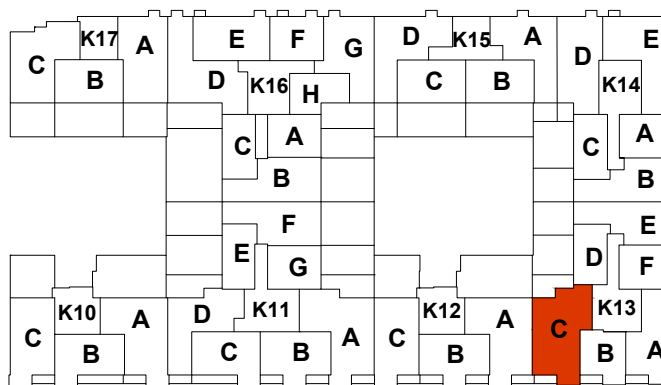 C K17 A E F G D K15 A D E
B D K16 H C B K14
C A C A
B B
F E
E G D F
C K10 A D K11 A C K12 A C K13
B C B B B A